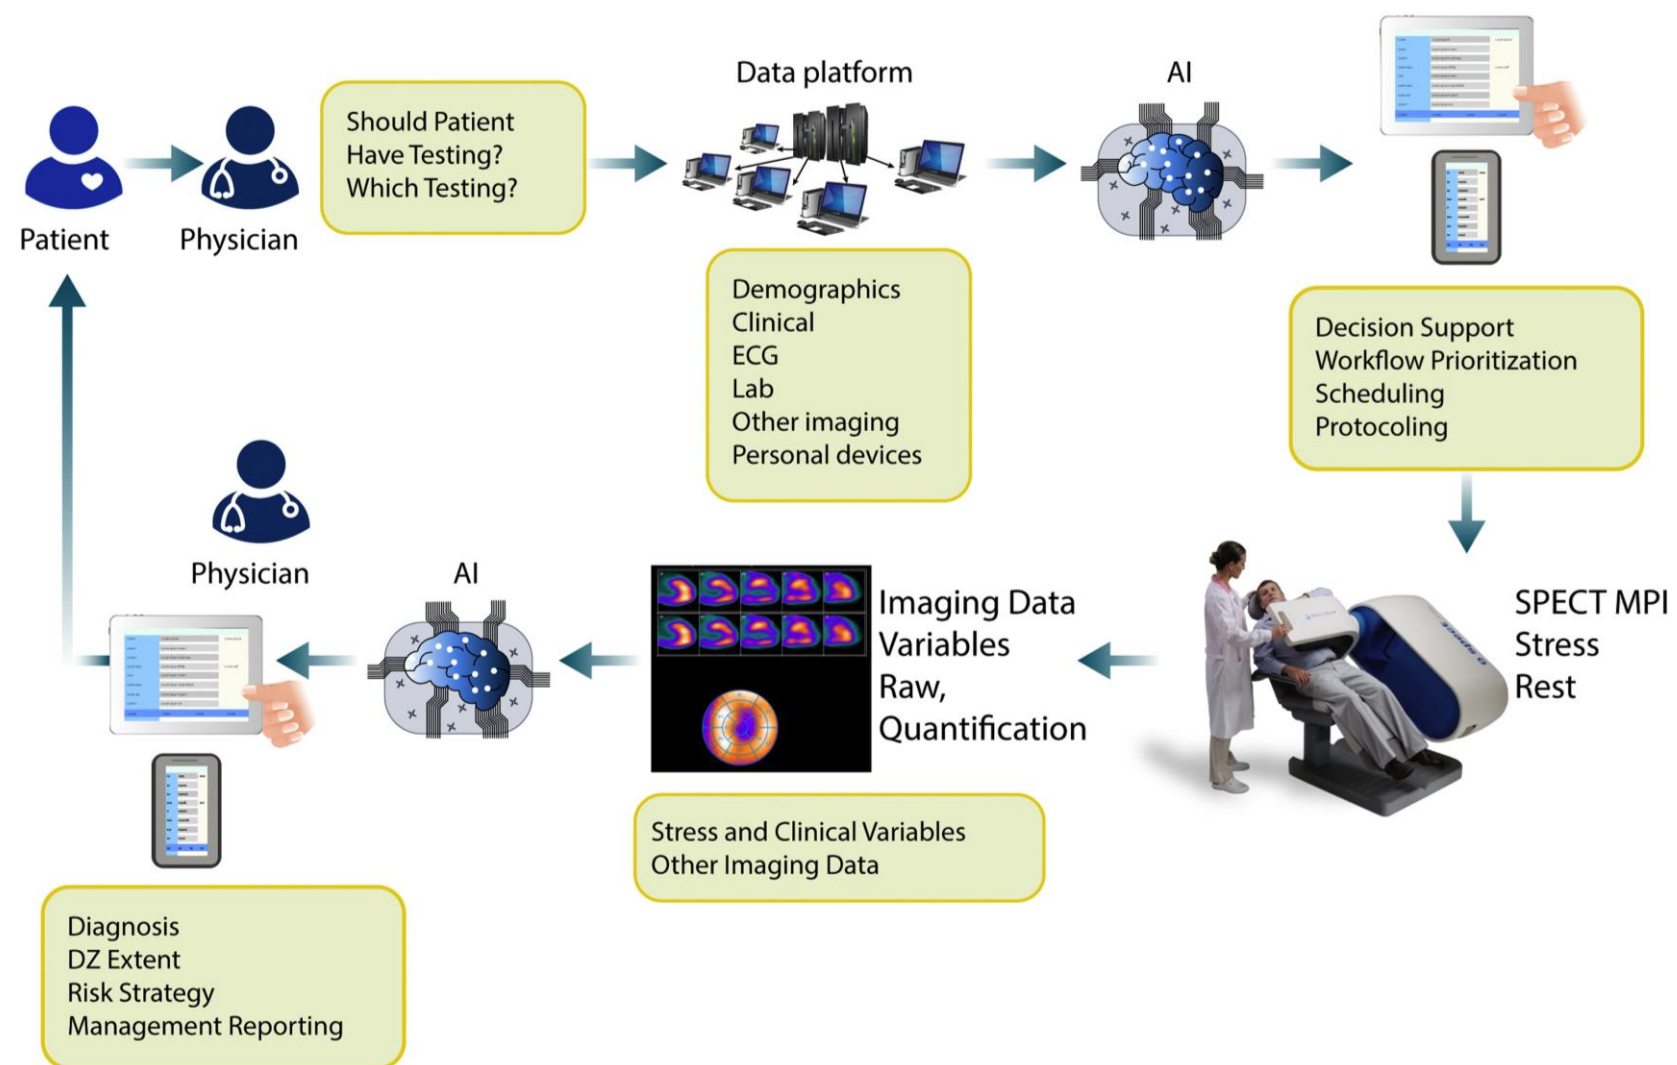 Patient
Physician
Should Patient
Have Testing?
Which Testing?
Data platform
Demographics
Clinical
ECG
Lab
Other imaging
Personal devices
AI
Decision Support
Workflow Prioritization
Scheduling
Protocoling
SPECT MPI
Stress
Rest
Imaging Data
Variables
Raw,
Quantification
Stress and Clinical Variables
Other Imaging Data
AI
Physician
Diagnosis
DZ Extent
Risk Strategy
Management Reporting